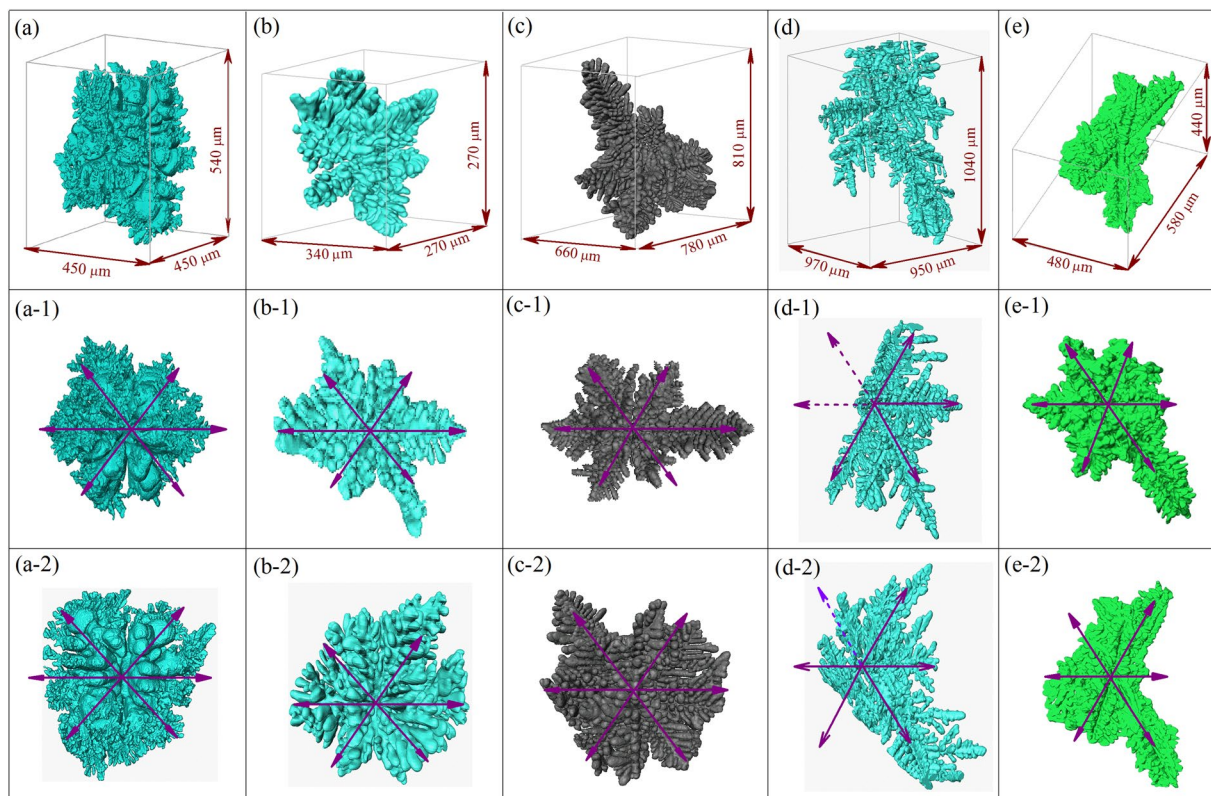 (a)
540 μm
450 μm
450 μm
(b)
270 μm
340 μm
270 μm
(c)
810 μm
660 μm
780 μm
(d)
1040 μm
970 μm
950 μm
(e)
440 μm
580 μm
480 μm
(a-1)
(b-1)
(c-1)
(d-1)
(e-1)
(a-2)
(b-2)
(c-2)
(d-2)
(e-2)